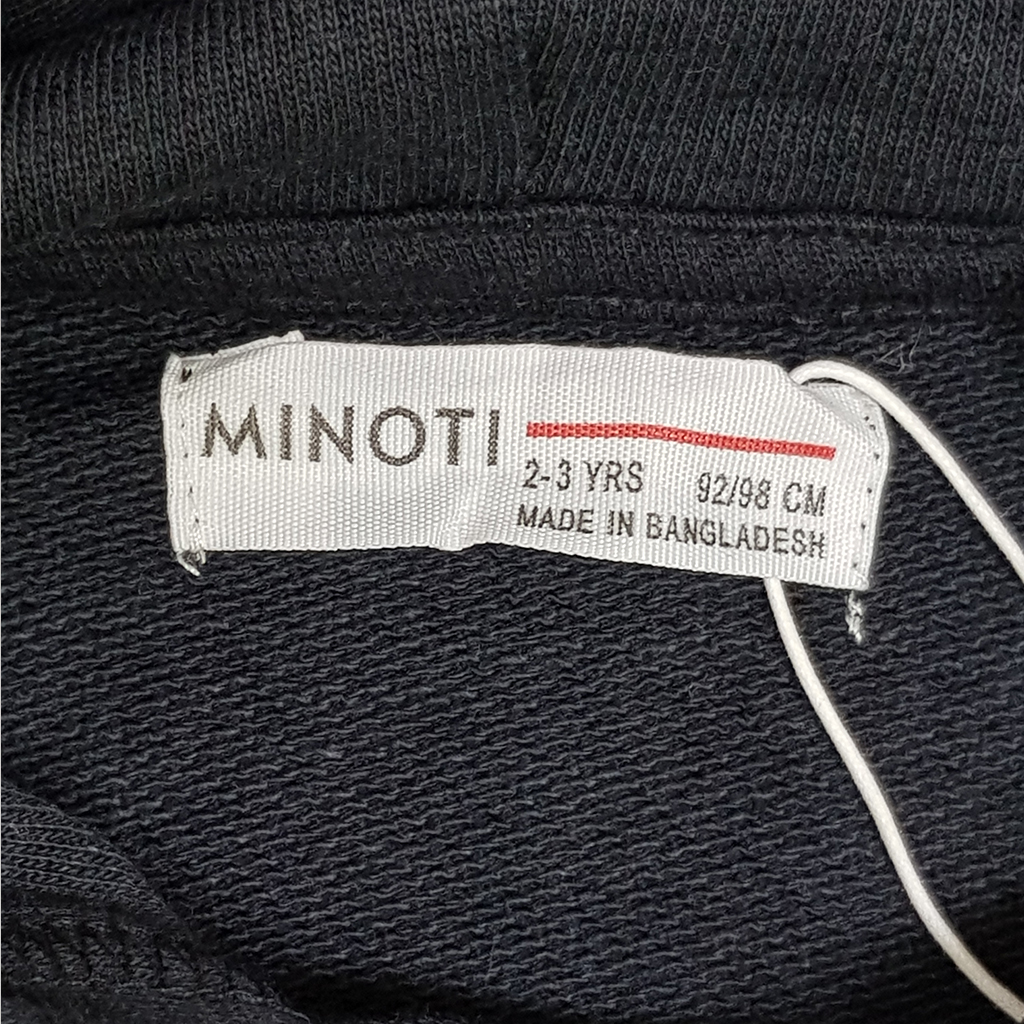 MINOTI
2-3 YRS 92/98 CM
MADE IN BANGLADESH